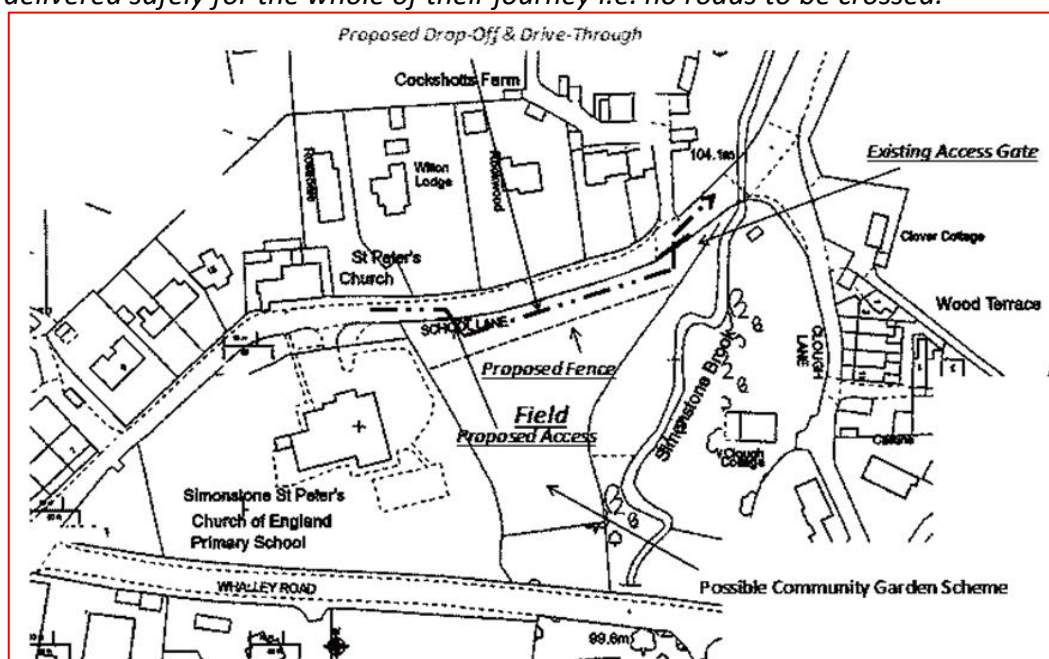 delivered safely for the whole of their journey i.e. no roads to be crossed.
Proposed Drop-Off & Drive-Through
Cockshotts Farm
104.1m
Existing Access Gate
Wilton
Lodge
Rookwood
Clover Cottage
St Peter's
Church
Wood Terrace
SCHOOL LANE
CLOUGH
LANE
Proposed Fence
Simonstone Brook
Field
Proposed Access
Clough
Cottage
Simonstone St Peter's
Church of England
Primary School
WHALLEY ROAD
Possible Community Garden Scheme
99.6m